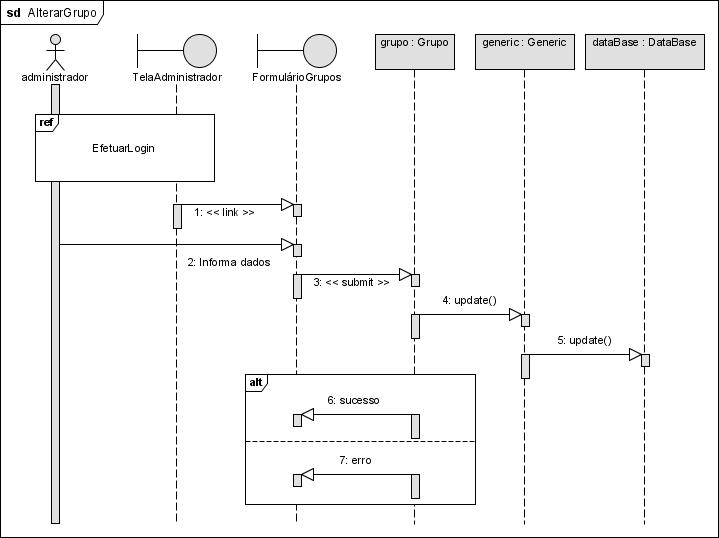 sd AlterarGrupo
administrador
TelaAdministrador
FormulárioGrupos
grupo : Grupo
generic : Generic
dataBase : DataBase
ref
EfetuarLogin
1: << link >>
2: Informa dados
3: << submit >>
4: update()
5: update()
alt
6: sucesso
7: erro